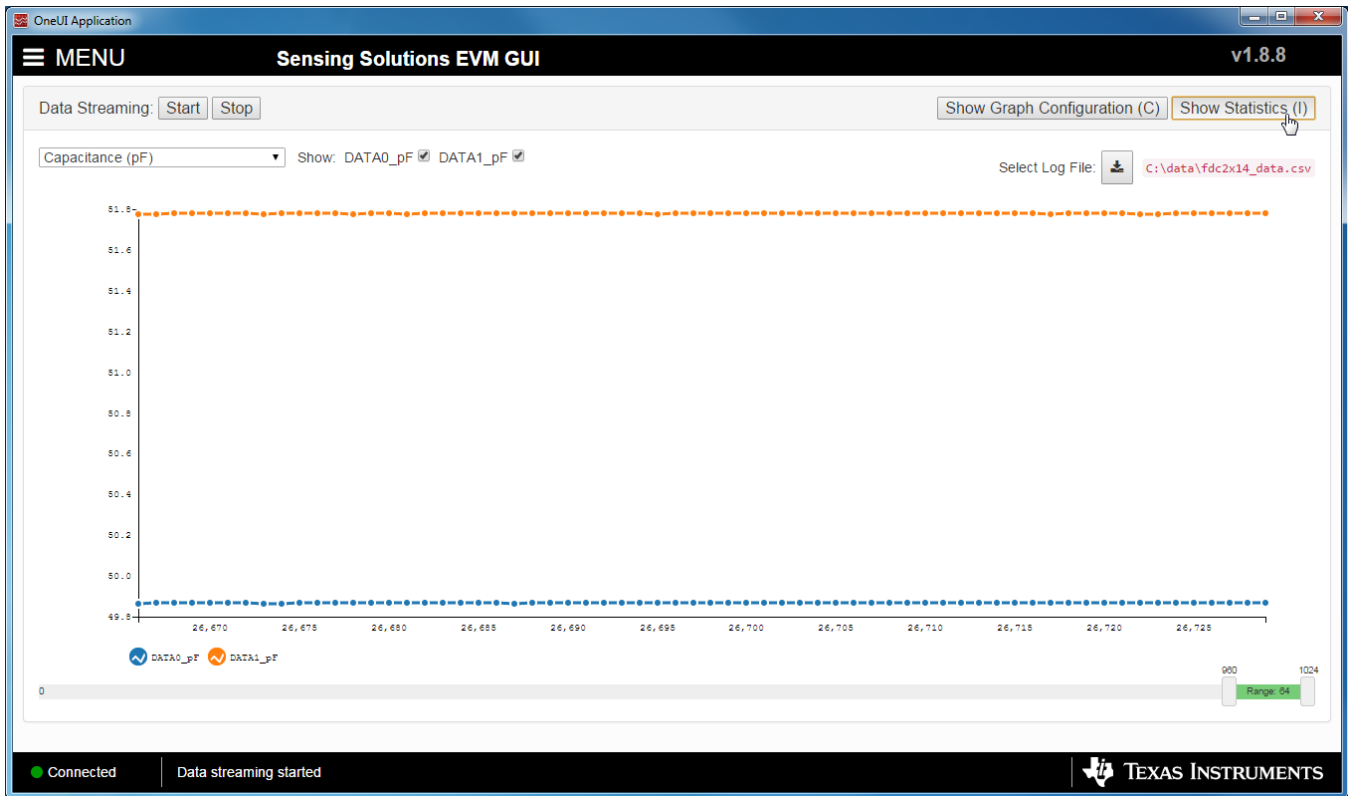 OneUI Application
MENU Sensing Solutions EVM GUI v1.8.8
Data Streaming: Start Stop Show Graph Configuration (C) Show Statistics (I)
Capacitance (pF) Show: DATA0_pF DATA1_pF Select Log File: C:\data\fdc2x14_data.csv
51.8
51.6
51.4
51.2
51.0
50.8
50.6
50.4
50.2
50.0
49.8
26,670 26,675 26,680 26,685 26,690 26,695 26,700 26,705 26,710 26,715 26,720 26,725
DATA0_pF DATA1_pF
960 1024
0 Range: 64
Connected Data streaming started TEXAS INSTRUMENTS